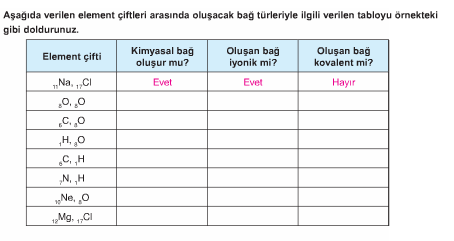 Aşağıda verilen element çiftleri arasında oluşacak bağ türleriyle ilgili verilen tabloyu örnekteki
gibi doldurunuz.
Element çifti Kimyasal bağ oluşur mu? Oluşan bağ iyonik mi? Oluşan bağ kovalent mi?
₁₁Na, ₁₇Cl Evet Evet Hayır
₈O, ₈O
₆C, ₈O
₁H, ₈O
₆C, ₁H
₇N, ₁H
₁₀Ne, ₈O
₁₂Mg, ₁₇Cl